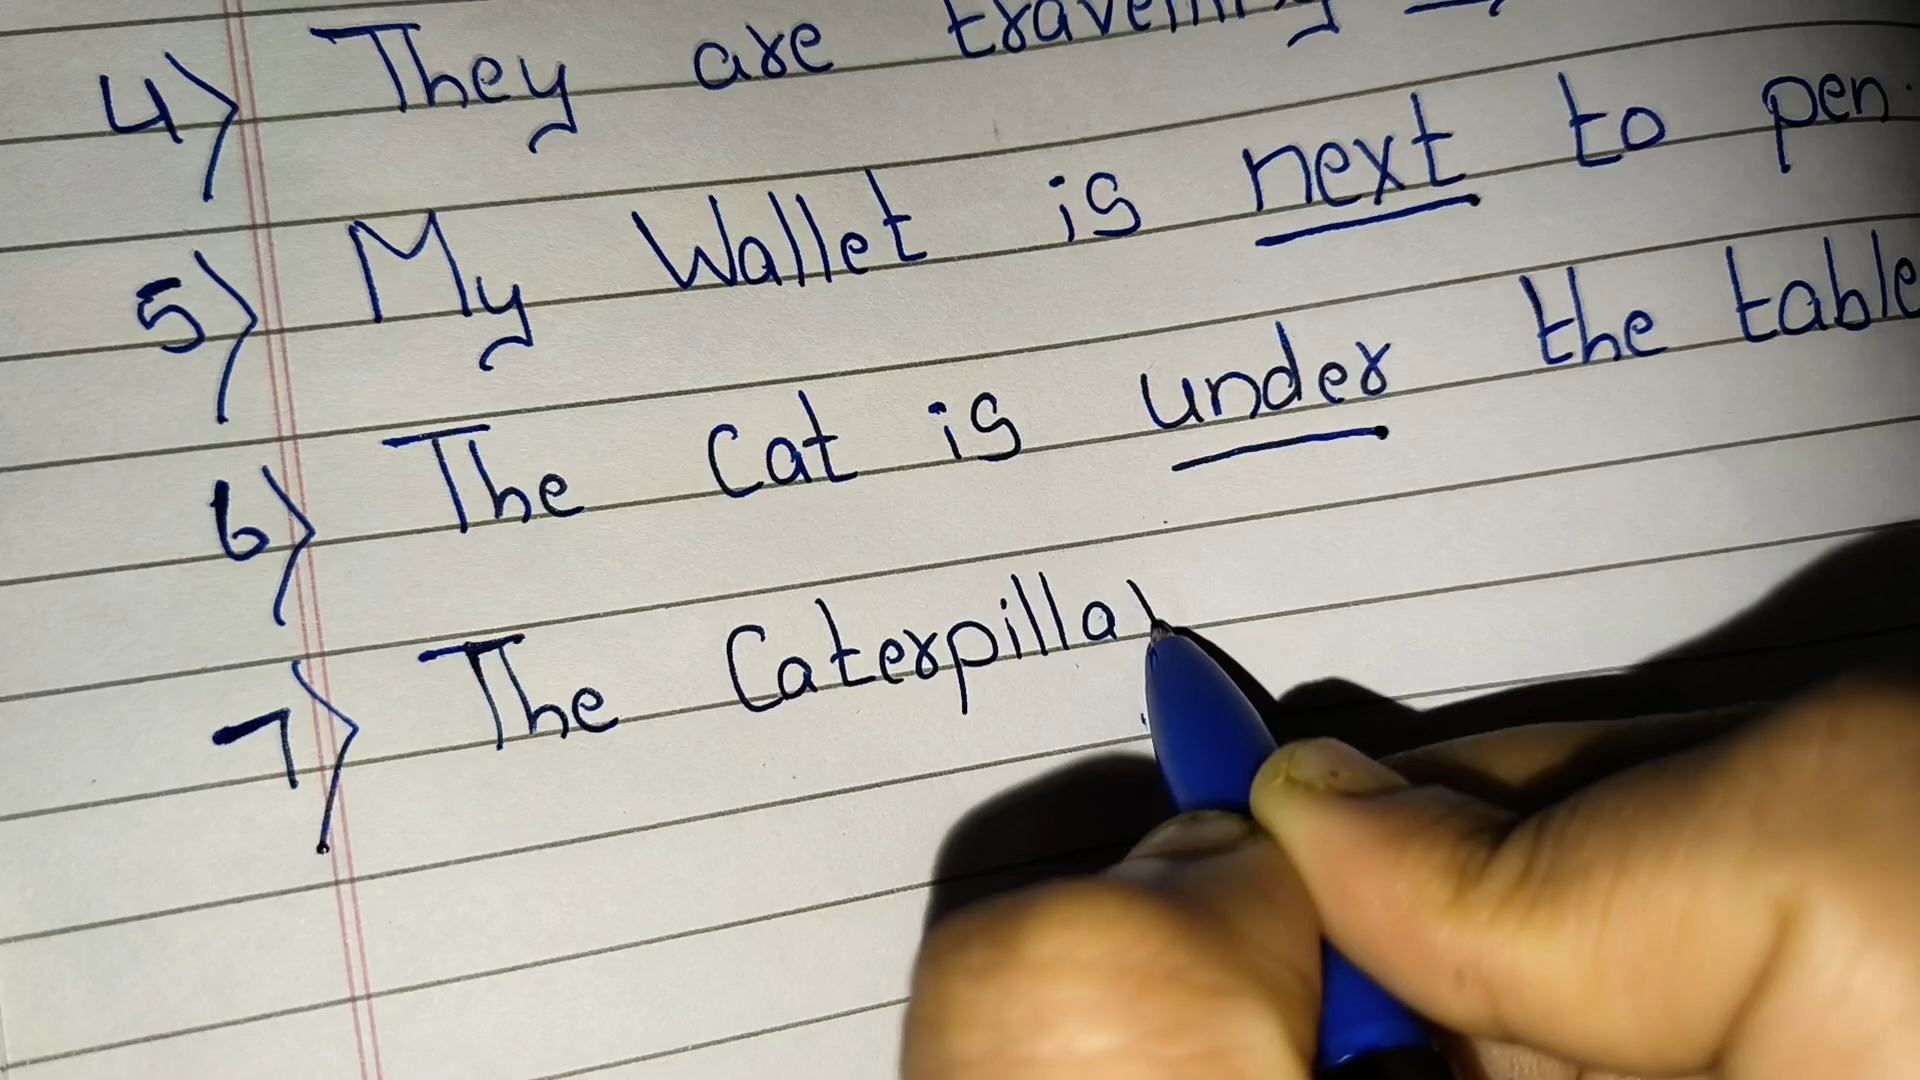 4) They are travelling
5) My Wallet is next to pen.
6) The Cat is under the table
7) The Caterpilla